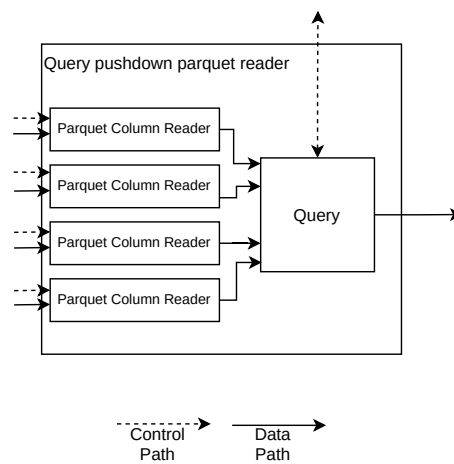 Query pushdown parquet reader
Parquet Column Reader
Parquet Column Reader
Query
Parquet Column Reader
Parquet Column Reader
Control
Path
Data
Path